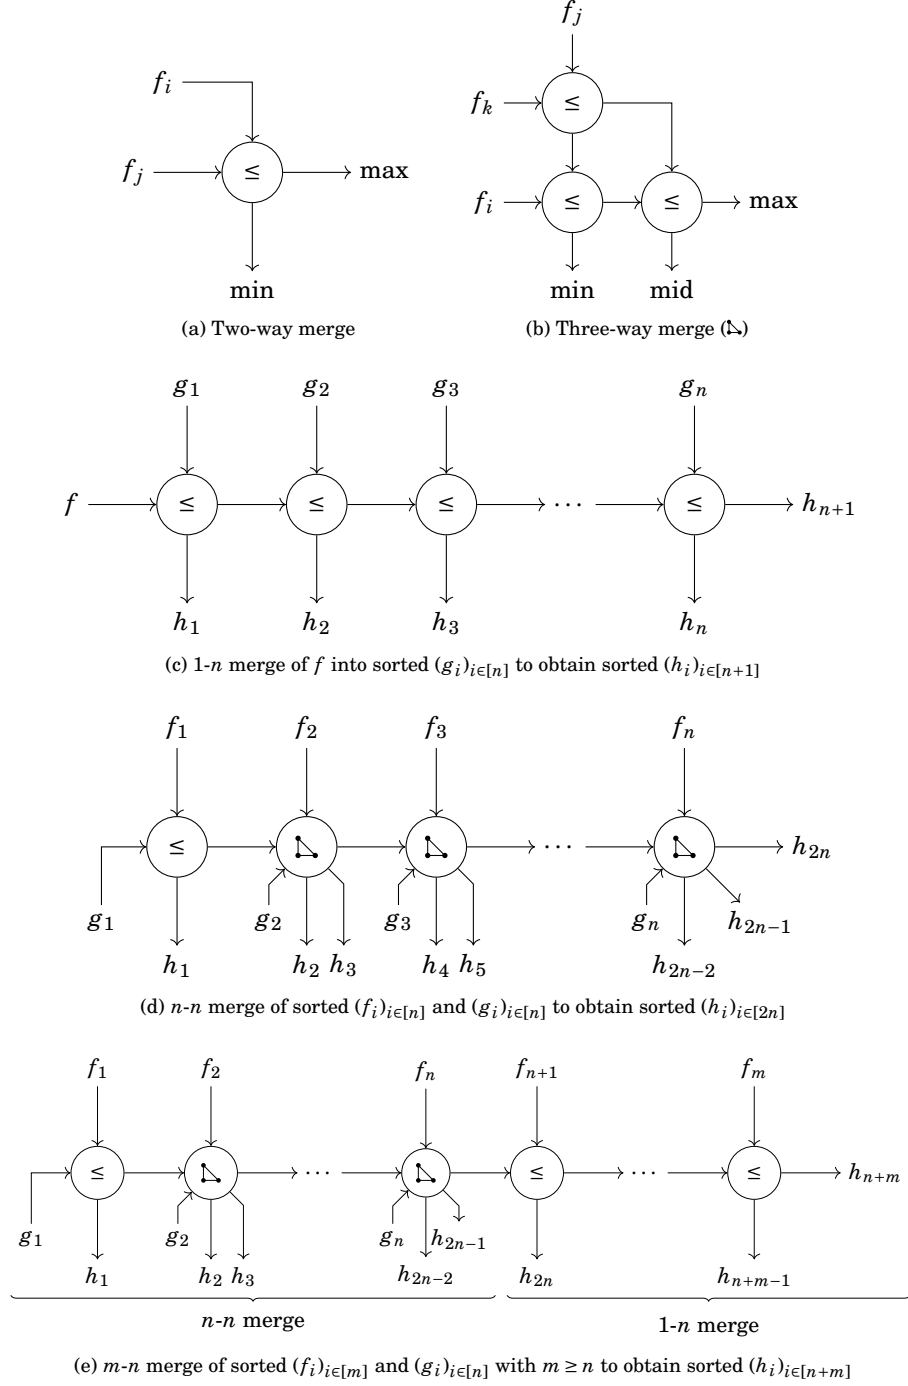 f_j
f_i
f_k
≤
f_j ≤ max
f_i ≤ ≤ max
min
min mid
(a) Two-way merge
(b) Three-way merge ()
g_1 g_2 g_3 g_n
f ≤ ≤ ≤ ⋯ ≤ h_{n+1}
h_1 h_2 h_3 h_n
(c) 1-n merge of f into sorted (g_i)_{i∈[n]} to obtain sorted (h_i)_{i∈[n+1]}
f_1 f_2 f_3 f_n
≤ ⋯ h_{2n}
g_1 g_2 g_3 g_n h_{2n−1}
h_1 h_2 h_3 h_4 h_5 h_{2n−2}
(d) n-n merge of sorted (f_i)_{i∈[n]} and (g_i)_{i∈[n]} to obtain sorted (h_i)_{i∈[2n]}
f_1 f_2 f_n f_{n+1} f_m
≤ ⋯ ≤ ⋯ ≤ h_{n+m}
g_1 g_2 g_n h_{2n−1}
h_1 h_2 h_3 h_{2n−2} h_{2n} h_{n+m−1}
n-n merge
1-n merge
(e) m-n merge of sorted (f_i)_{i∈[m]} and (g_i)_{i∈[n]} with m ≥ n to obtain sorted (h_i)_{i∈[n+m]}